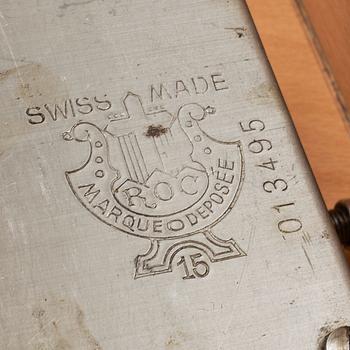 SWISS MADE
ROC
MARQUE DEPOSÉE
15
013495